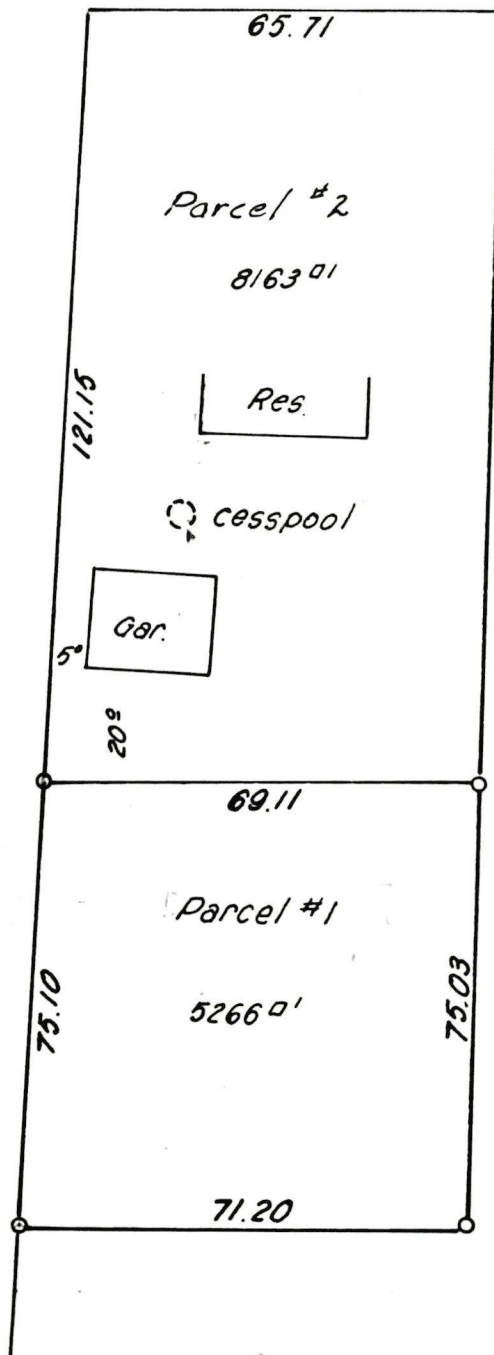 65.71
Parcel #2
8163 □'
121.15
Res.
cesspool
Gar.
5°
20°
69.11
Parcel #1
5266 □'
75.10
75.03
71.20